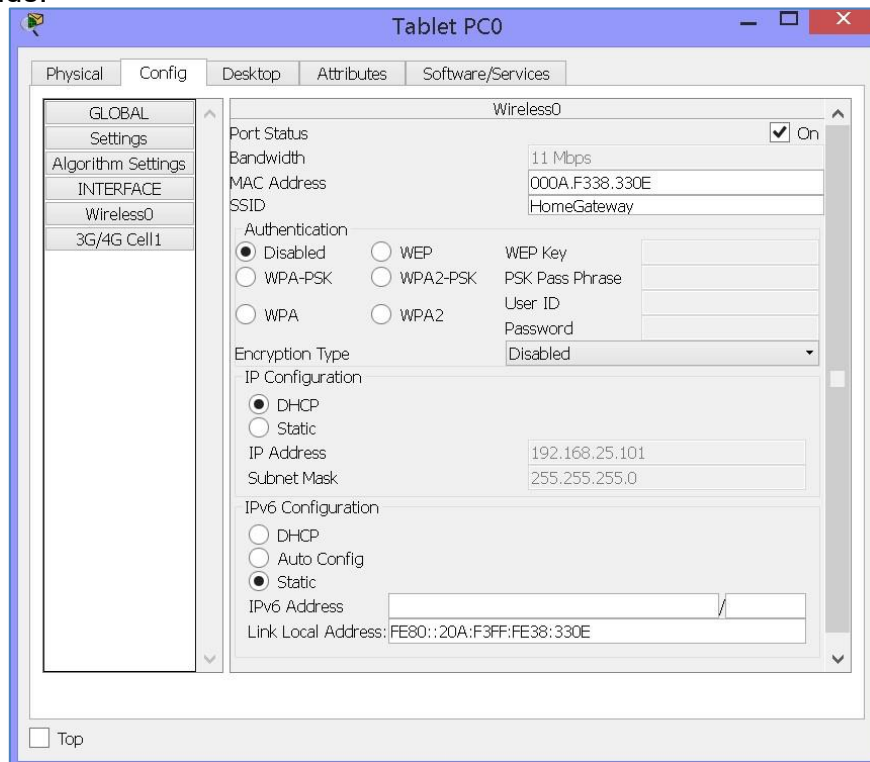 Tablet PC0
Physical Config Desktop Attributes Software/Services
GLOBAL
Settings
Algorithm Settings
INTERFACE
Wireless0
3G/4G Cell1
Wireless0
Port Status On
Bandwidth 11 Mbps
MAC Address 000A.F338.330E
SSID HomeGateway
Authentication
Disabled WEP WEP Key
WPA-PSK WPA2-PSK PSK Pass Phrase
WPA WPA2 User ID
Password
Encryption Type Disabled
IP Configuration
DHCP
Static
IP Address 192.168.25.101
Subnet Mask 255.255.255.0
IPv6 Configuration
DHCP
Auto Config
Static
IPv6 Address /
Link Local Address: FE80::20A:F3FF:FE38:330E
Top